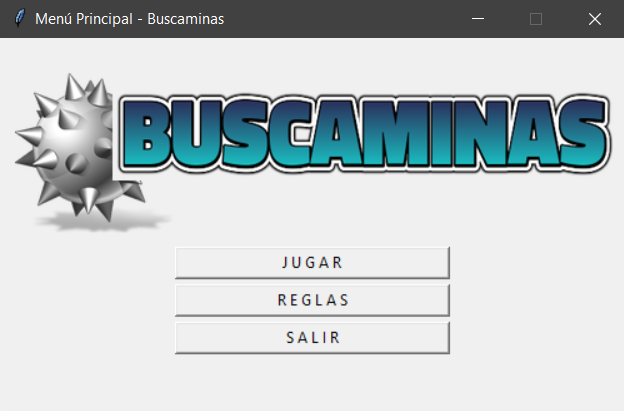 Menú Principal - Buscaminas
BUSCAMINAS
JUGAR
REGLAS
SALIR